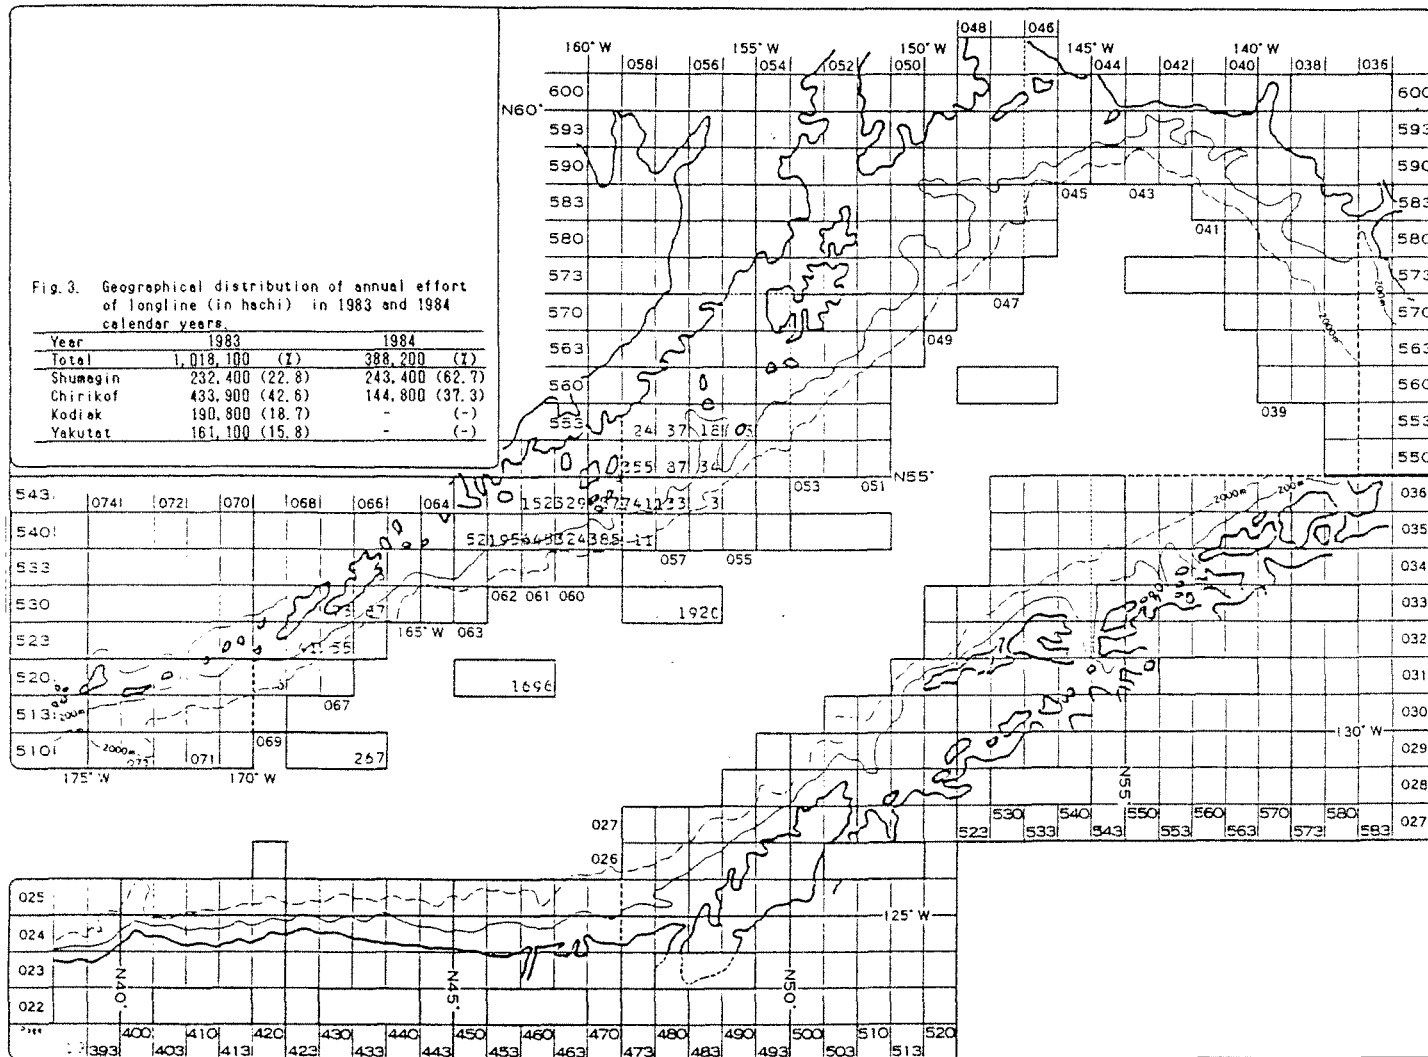 048 046
160° W 155° W 150° W 145° W 140° W
058 056 054 052 050 044 042 040 038 036
600 600
N60°
593 593
590 590
045 043
583 583
041
580 580
573 573
200m
047
570 2000m 570
049
563 563
560 560
039
553 24 37 18 553
355 87 34 550
N55°
053 051
Fig. 3. Geographical distribution of annual effort
of longline (in hachi) in 1983 and 1984
calendar years.
Year 1983 1984
Total 1,018,100 (%) 388,200 (%)
Shumagin 232,400 (22.8) 243,400 (62.7)
Chirikof 433,900 (42.6) 144,800 (37.3)
Kodiak 190,800 (18.7) - (-)
Yakutat 161,100 (15.8) - (-)
543 074 072 070 068 066 064
540
057 055
533
062 061 060
530 1920
165° W 063
523
520 1696
067
513 200m
069
510 2000m 071 267
175° W 170° W
2000m 200m 036
035
034
033
032
031
030
130° W
029
N55°
028
530 540 550 560 570 580
027
523 533 543 553 563 573 583
027
026
025
125° W
024
023
N40° N45° N50°
022
400 410 420 430 440 450 460 470 480 490 500 510 520
393 403 413 423 433 443 453 463 473 483 493 503 513